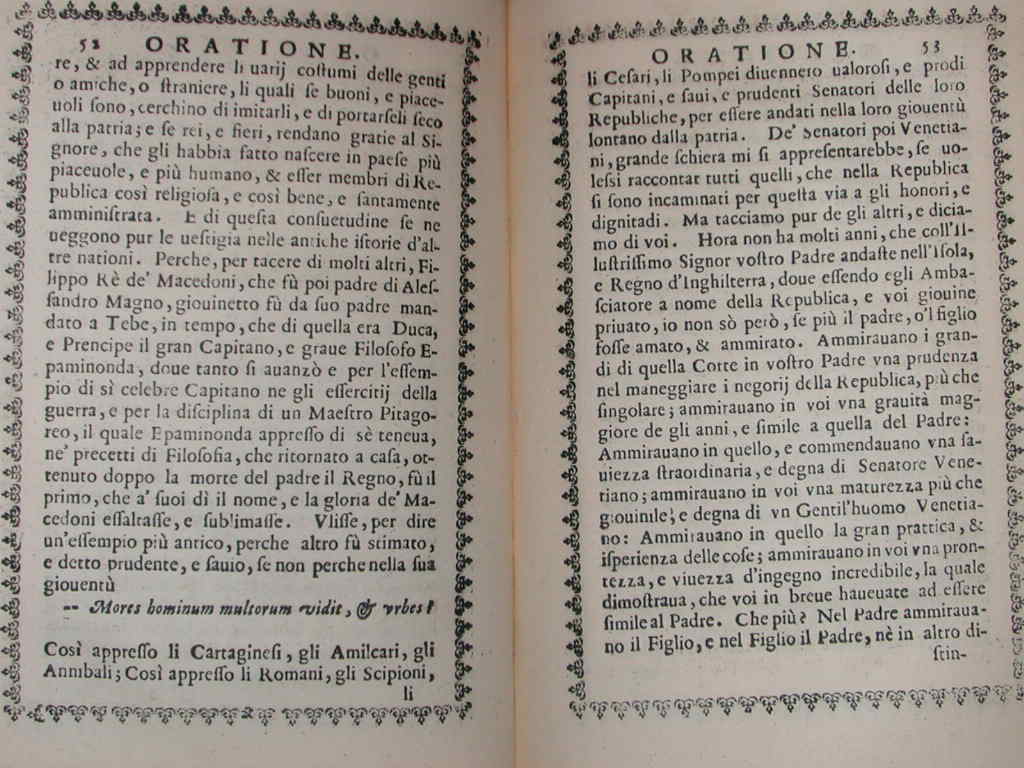 52 ORATIONE.
re, & ad apprendere li uarij coſtumi delle genti
o amiche, o ſtraniere, li quali ſe buoni, e piace-
uoli ſono, cerchino di imitarli, e di portarſeli ſeco
alla patria; e ſe rei, e fieri, rendano gratie al Si-
gnore, che gli habbia fatto naſcere in paeſe più
piaceuole, e più humano, & eſſer membri di Re-
publica così religioſa, e così bene, e ſantamente
amminiſtrata. E di queſta conſuetudine ſe ne
ueggono pur le ueſtigia nelle antiche iſtorie d'al-
tre nationi. Perche, per tacere di molti altri, Fi-
lippo Rè de' Macedoni, che fù poi padre di Aleſ-
ſandro Magno, giouinetto fù da ſuo padre man-
dato a Tebe, in tempo, che di quella era Duca,
e Prencipe il gran Capitano, e graue Filoſofo E-
paminonda, doue tanto ſi auanzò e per l'eſſem-
pio di sì celebre Capitano ne gli eſſercitij della
guerra, e per la diſciplina di un Maeſtro Pitago-
reo, il quale Epaminonda appreſſo di sè teneua,
ne' precetti di Filoſofia, che ritornato a caſa, ot-
tenuto doppo la morte del padre il Regno, fù il
primo, che a' ſuoi dì il nome, e la gloria de' Ma-
cedoni eſſaltaſſe, e ſublimaſſe. Vliſſe, per dire
un'eſſempio più antico, perche altro fù ſtimato,
e detto prudente, e ſauio, ſe non perche nella ſua
giouentù
-- Mores hominum multorum vidit, & vrbes?
Così appreſſo li Cartagineſi, gli Amilcari, gli
Annibali; Così appreſſo li Romani, gli Scipioni,
li
ORATIONE. 53
li Ceſari, li Pompei diuennero ualoroſi, e prodi
Capitani, e ſaui, e prudenti Senatori delle loro
Republiche, per eſſere andati nella loro giouentù
lontano dalla patria. De' Senatori poi Venetia-
ni, grande ſchiera mi ſi appreſentarebbe, ſe uo-
leſsi raccontar tutti quelli, che nella Republica
ſi ſono incaminati per queſta via a gli honori, e
dignitadi. Ma tacciamo pur de gli altri, e dicia-
mo di voi. Hora non ha molti anni, che coll'Il-
luſtriſſimo Signor voſtro Padre andaſte nell'Iſola,
e Regno d'Inghilterra, doue eſſendo egli Amba-
ſciatore a nome della Republica, e voi giouine
priuato, io non sò però, ſe più il padre, o'l figlio
foſſe amato, & ammirato. Ammirauano i gran-
di di quella Corte in voſtro Padre vna prudenza
nel maneggiare i negotij della Republica, più che
ſingolare; ammirauano in voi vna grauità mag-
giore de gli anni, e ſimile a quella del Padre:
Ammirauano in quello, e commendauano vna ſa-
uiezza ſtraordinaria, e degna di Senatore Vene-
tiano; ammirauano in voi vna maturezza più che
giouinile, e degna di vn Gentil'huomo Venetia-
no: Ammirauano in quello la gran prattica, &
iſperienza delle coſe; ammirauano in voi vna pron-
tezza, e viuezza d'ingegno incredibile, la quale
dimoſtraua, che voi in breue haueuate ad eſſere
ſimile al Padre. Che più? Nel Padre ammiraua-
no il Figlio, e nel Figlio il Padre, nè in altro di-
ſtin-